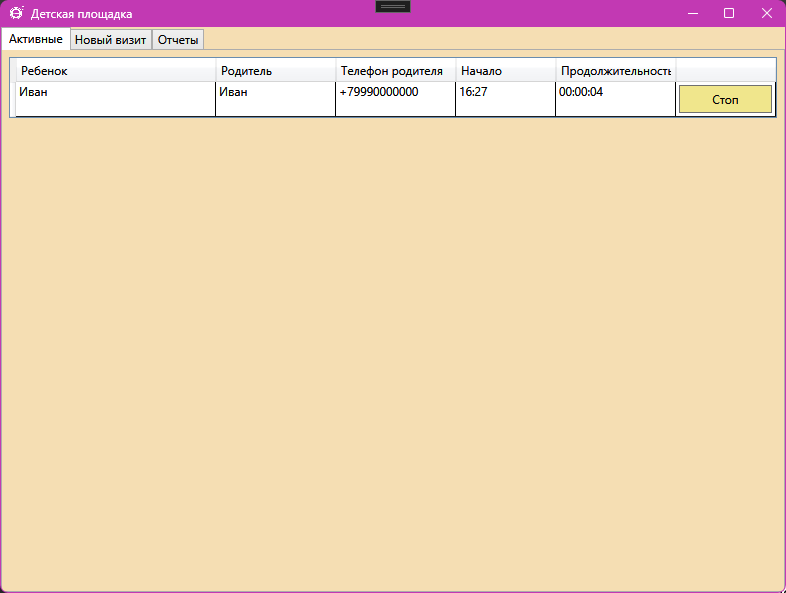 Детская площадка
Активные Новый визит Отчеты
Ребенок Родитель Телефон родителя Начало Продолжительность
Иван Иван +79990000000 16:27 00:00:04 Стоп